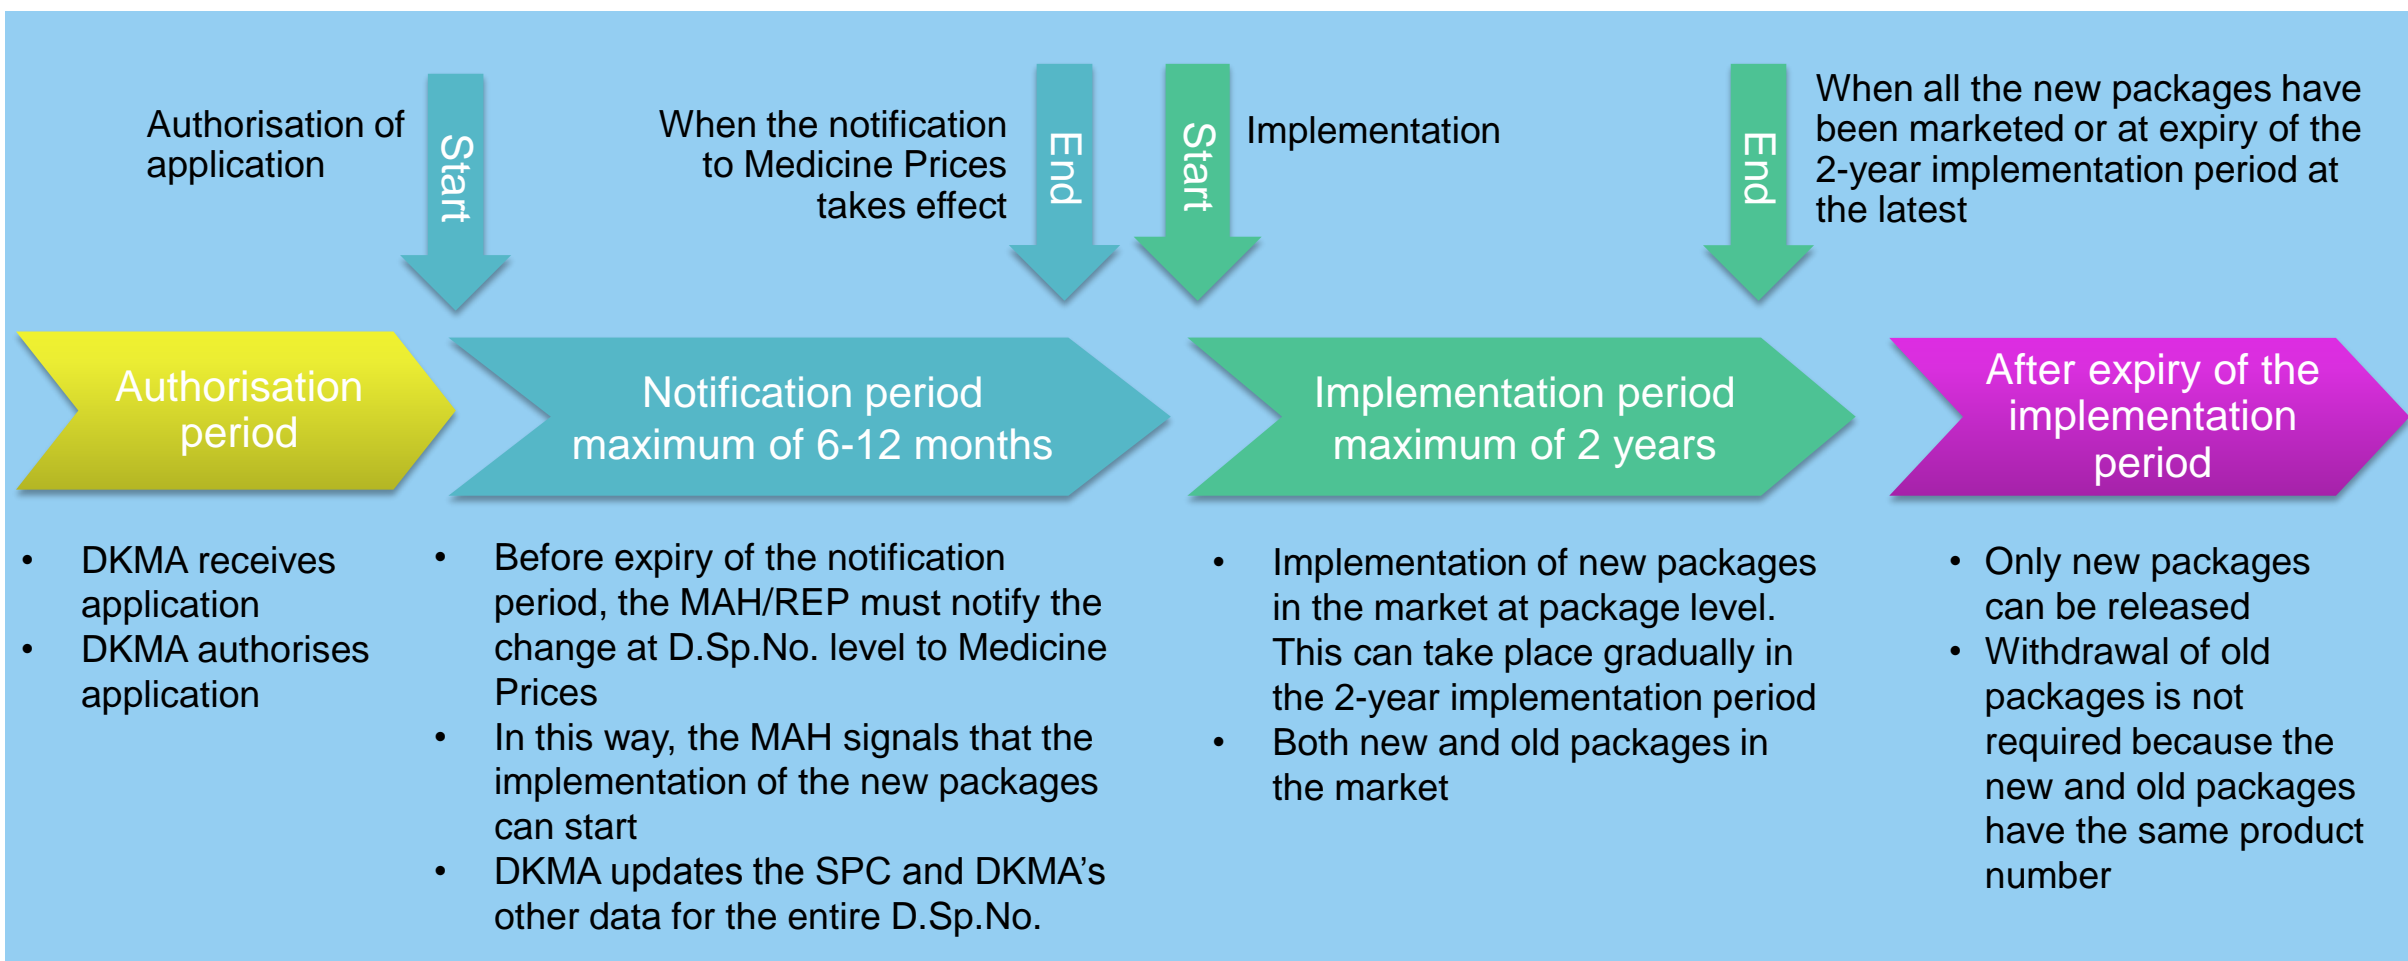 Authorisation of
application
Start
When the notification
to Medicine Prices
takes effect
End
Start
Implementation
End
When all the new packages have
been marketed or at expiry of the
2-year implementation period at
the latest
Authorisation
period
Notification period
maximum of 6-12 months
Implementation period
maximum of 2 years
After expiry of the
implementation
period
• DKMA receives
application
• DKMA authorises
application
• Before expiry of the notification
period, the MAH/REP must notify the
change at D.Sp.No. level to Medicine
Prices
• In this way, the MAH signals that the
implementation of the new packages
can start
• DKMA updates the SPC and DKMA’s
other data for the entire D.Sp.No.
• Implementation of new packages
in the market at package level.
This can take place gradually in
the 2-year implementation period
• Both new and old packages in
the market
• Only new packages
can be released
• Withdrawal of old
packages is not
required because the
new and old packages
have the same product
number